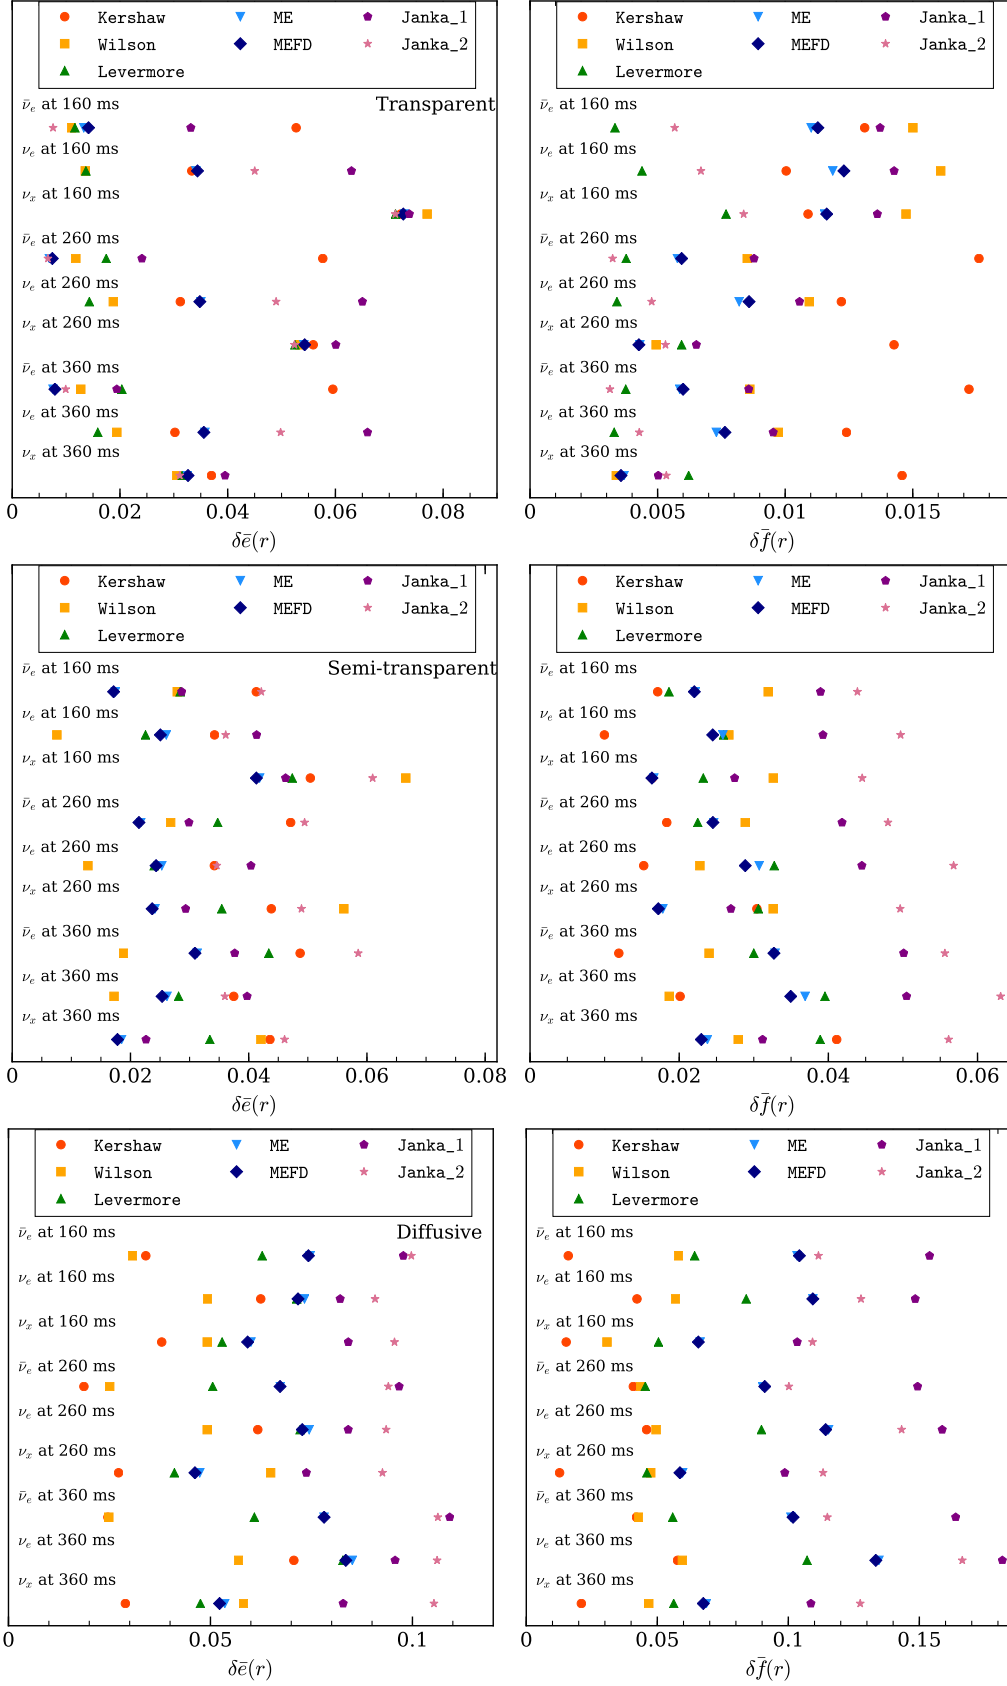 Kershaw ME Janka_1
Wilson MEFD Janka_2
Levermore
Kershaw ME Janka_1
Wilson MEFD Janka_2
Levermore
Transparent
ν̄ₑ at 160 ms
νₑ at 160 ms
νₓ at 160 ms
ν̄ₑ at 260 ms
νₑ at 260 ms
νₓ at 260 ms
ν̄ₑ at 360 ms
νₑ at 360 ms
νₓ at 360 ms
0 0.02 0.04 0.06 0.08
δē(r)
ν̄ₑ at 160 ms
νₑ at 160 ms
νₓ at 160 ms
ν̄ₑ at 260 ms
νₑ at 260 ms
νₓ at 260 ms
ν̄ₑ at 360 ms
νₑ at 360 ms
νₓ at 360 ms
0 0.005 0.01 0.015
δf̄(r)
Kershaw ME Janka_1
Wilson MEFD Janka_2
Levermore
Kershaw ME Janka_1
Wilson MEFD Janka_2
Levermore
Semi-transparent
ν̄ₑ at 160 ms
νₑ at 160 ms
νₓ at 160 ms
ν̄ₑ at 260 ms
νₑ at 260 ms
νₓ at 260 ms
ν̄ₑ at 360 ms
νₑ at 360 ms
νₓ at 360 ms
0 0.02 0.04 0.06 0.08
δē(r)
ν̄ₑ at 160 ms
νₑ at 160 ms
νₓ at 160 ms
ν̄ₑ at 260 ms
νₑ at 260 ms
νₓ at 260 ms
ν̄ₑ at 360 ms
νₑ at 360 ms
νₓ at 360 ms
0 0.02 0.04 0.06
δf̄(r)
Kershaw ME Janka_1
Wilson MEFD Janka_2
Levermore
Kershaw ME Janka_1
Wilson MEFD Janka_2
Levermore
Diffusive
ν̄ₑ at 160 ms
νₑ at 160 ms
νₓ at 160 ms
ν̄ₑ at 260 ms
νₑ at 260 ms
νₓ at 260 ms
ν̄ₑ at 360 ms
νₑ at 360 ms
νₓ at 360 ms
0 0.05 0.1
δē(r)
ν̄ₑ at 160 ms
νₑ at 160 ms
νₓ at 160 ms
ν̄ₑ at 260 ms
νₑ at 260 ms
νₓ at 260 ms
ν̄ₑ at 360 ms
νₑ at 360 ms
νₓ at 360 ms
0 0.05 0.1 0.15
δf̄(r)